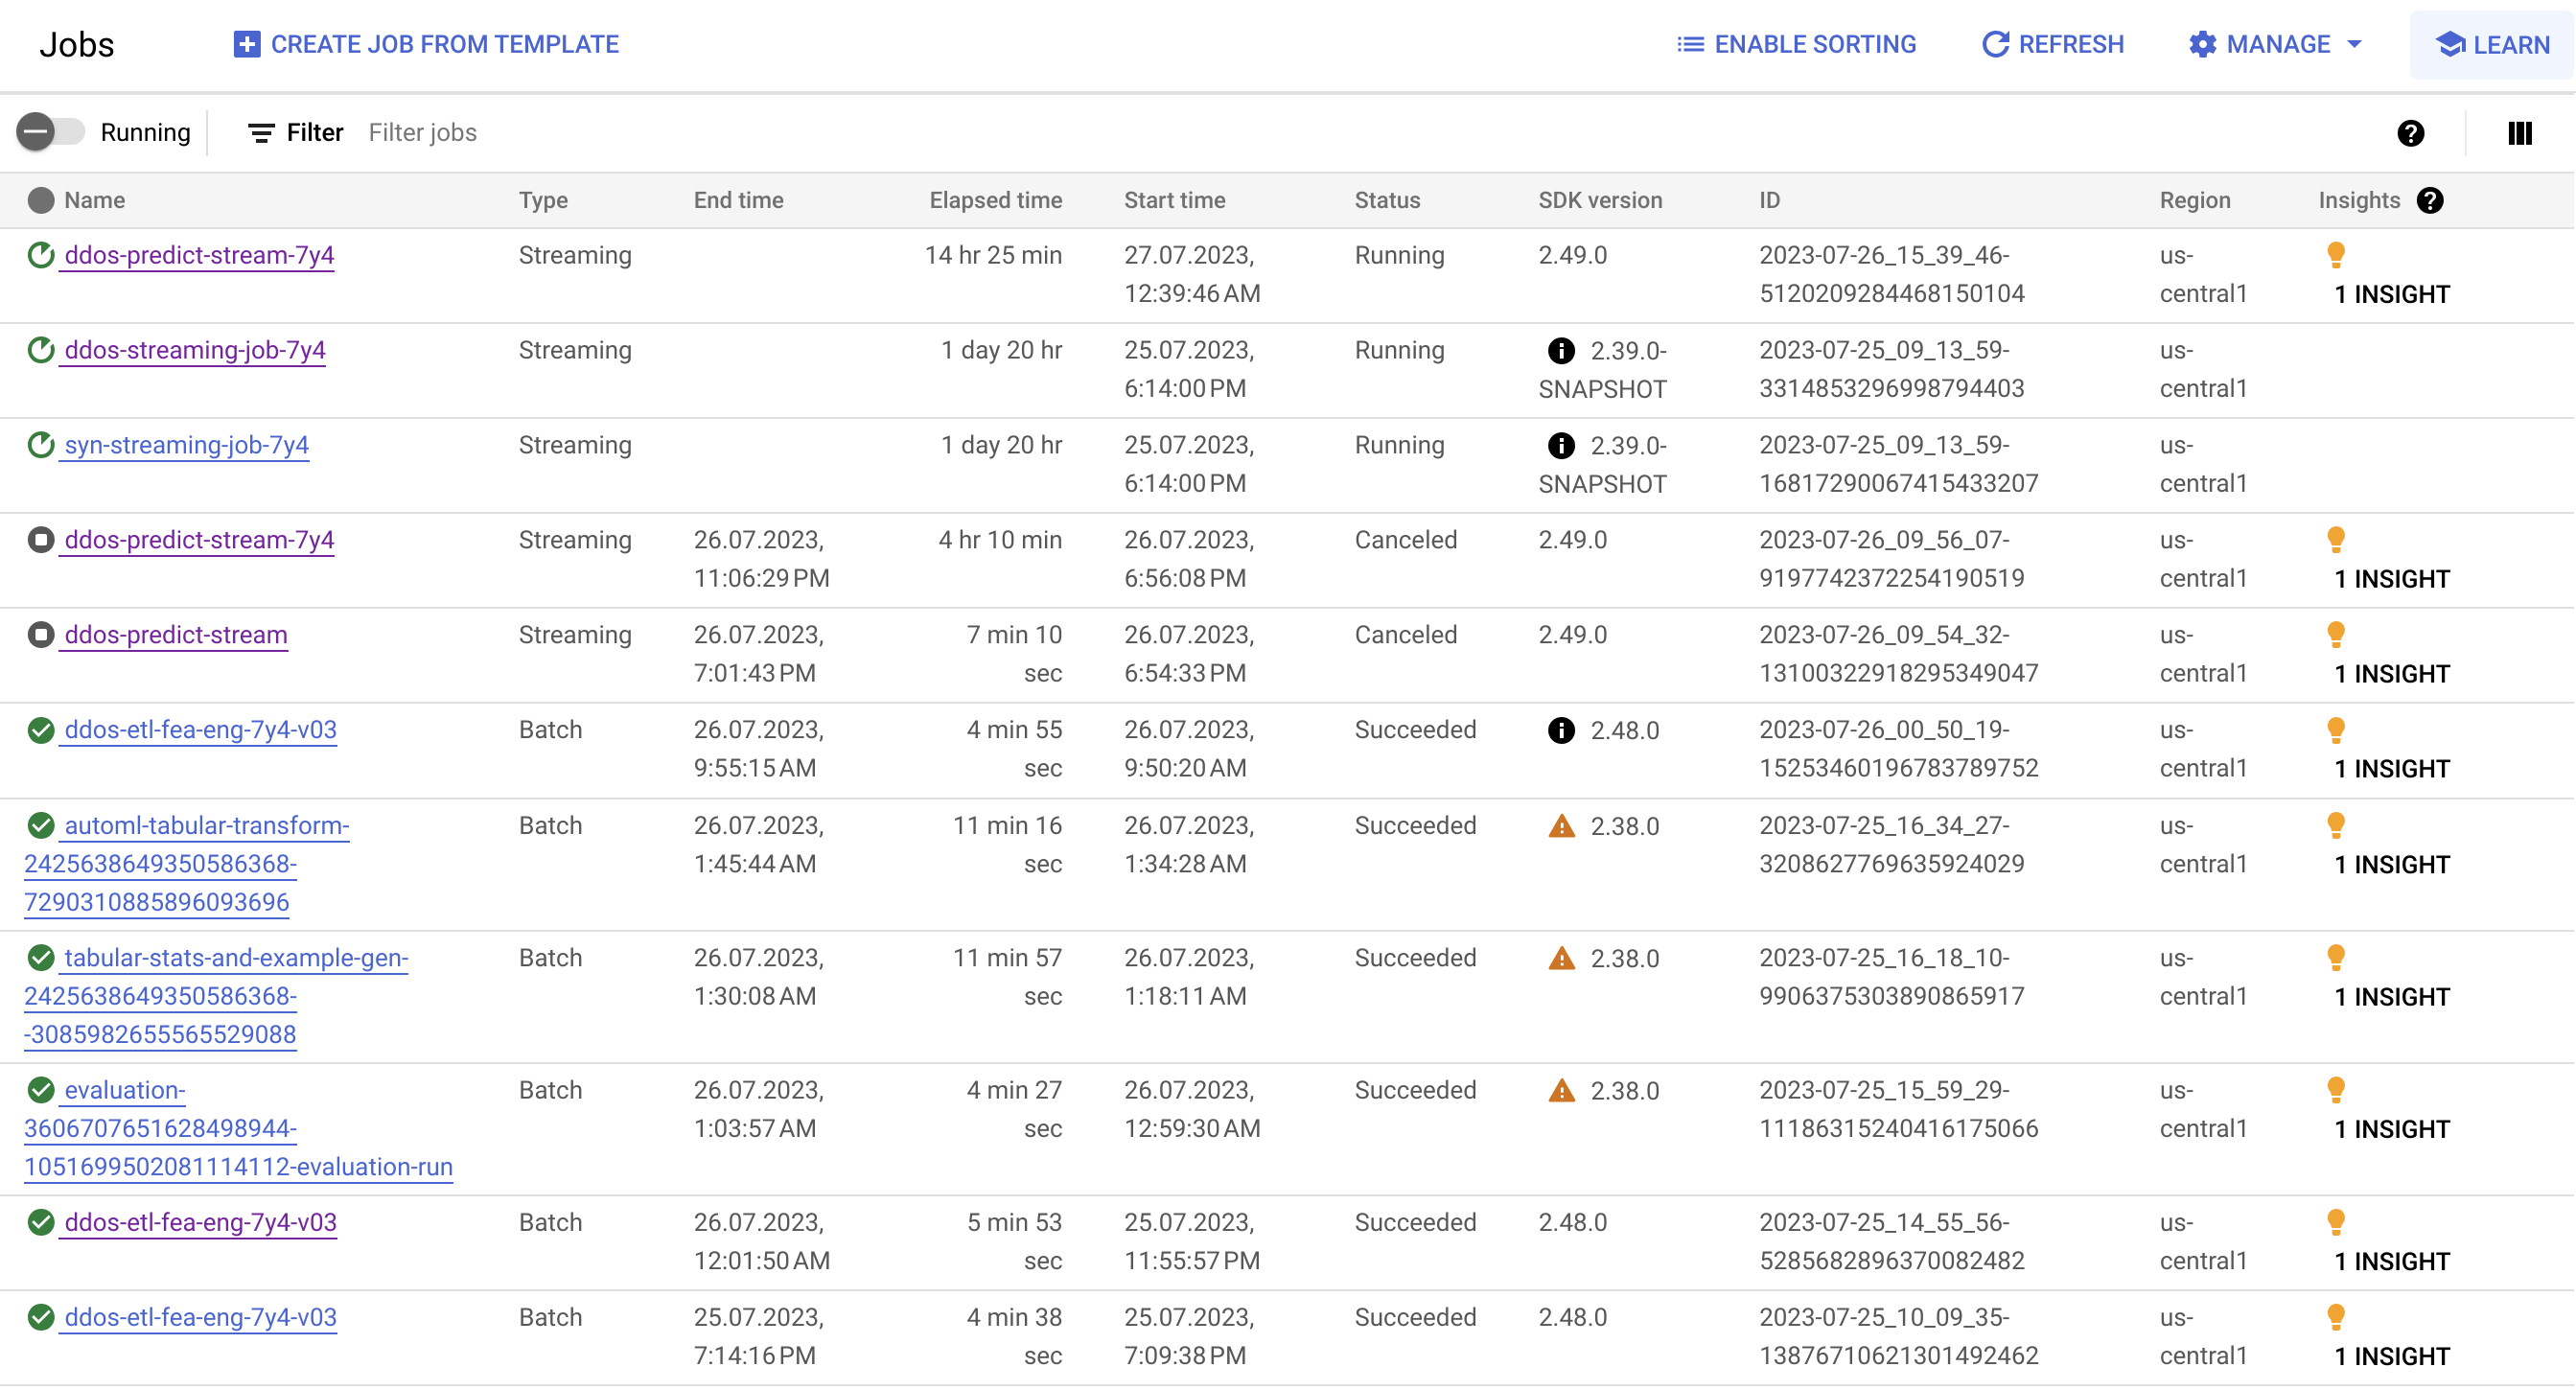 Jobs
CREATE JOB FROM TEMPLATE
ENABLE SORTING
REFRESH
MANAGE
LEARN
Running
Filter
Filter jobs
Name Type End time Elapsed time Start time Status SDK version ID Region Insights
ddos-predict-stream-7y4 Streaming 14 hr 25 min 27.07.2023, Running 2.49.0 2023-07-26_15_39_46- us-
12:39:46 AM 5120209284468150104 central1 1 INSIGHT
ddos-streaming-job-7y4 Streaming 1 day 20 hr 25.07.2023, Running 2.39.0- 2023-07-25_09_13_59- us-
6:14:00 PM SNAPSHOT 3314853296998794403 central1
syn-streaming-job-7y4 Streaming 1 day 20 hr 25.07.2023, Running 2.39.0- 2023-07-25_09_13_59- us-
6:14:00 PM SNAPSHOT 16817290067415433207 central1
ddos-predict-stream-7y4 Streaming 26.07.2023, 4 hr 10 min 26.07.2023, Canceled 2.49.0 2023-07-26_09_56_07- us-
11:06:29 PM 6:56:08 PM 9197742372254190519 central1 1 INSIGHT
ddos-predict-stream Streaming 26.07.2023, 7 min 10 26.07.2023, Canceled 2.49.0 2023-07-26_09_54_32- us-
7:01:43 PM sec 6:54:33 PM 13100322918295349047 central1 1 INSIGHT
ddos-etl-fea-eng-7y4-v03 Batch 26.07.2023, 4 min 55 26.07.2023, Succeeded 2.48.0 2023-07-26_00_50_19- us-
9:55:15 AM sec 9:50:20 AM 15253460196783789752 central1 1 INSIGHT
automl-tabular-transform- Batch 26.07.2023, 11 min 16 26.07.2023, Succeeded 2.38.0 2023-07-25_16_34_27- us-
2425638649350586368- 1:45:44 AM sec 1:34:28 AM 3208627769635924029 central1 1 INSIGHT
7290310885896093696
tabular-stats-and-example-gen- Batch 26.07.2023, 11 min 57 26.07.2023, Succeeded 2.38.0 2023-07-25_16_18_10- us-
2425638649350586368- 1:30:08 AM sec 1:18:11 AM 9906375303890865917 central1 1 INSIGHT
-3085982655565529088
evaluation- Batch 26.07.2023, 4 min 27 26.07.2023, Succeeded 2.38.0 2023-07-25_15_59_29- us-
3606707651628498944- 1:03:57 AM sec 12:59:30 AM 11186315240416175066 central1 1 INSIGHT
1051699502081114112-evaluation-run
ddos-etl-fea-eng-7y4-v03 Batch 26.07.2023, 5 min 53 25.07.2023, Succeeded 2.48.0 2023-07-25_14_55_56- us-
12:01:50 AM sec 11:55:57 PM 5285682896370082482 central1 1 INSIGHT
ddos-etl-fea-eng-7y4-v03 Batch 25.07.2023, 4 min 38 25.07.2023, Succeeded 2.48.0 2023-07-25_10_09_35- us-
7:14:16 PM sec 7:09:38 PM 13876710621301492462 central1 1 INSIGHT